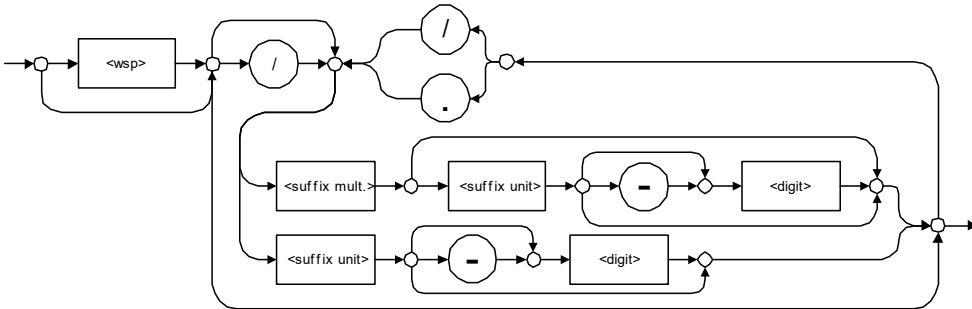 /
<wsp>
/
.
<suffix mult.>
<suffix unit>
-
<digit>
<suffix unit>
-
<digit>